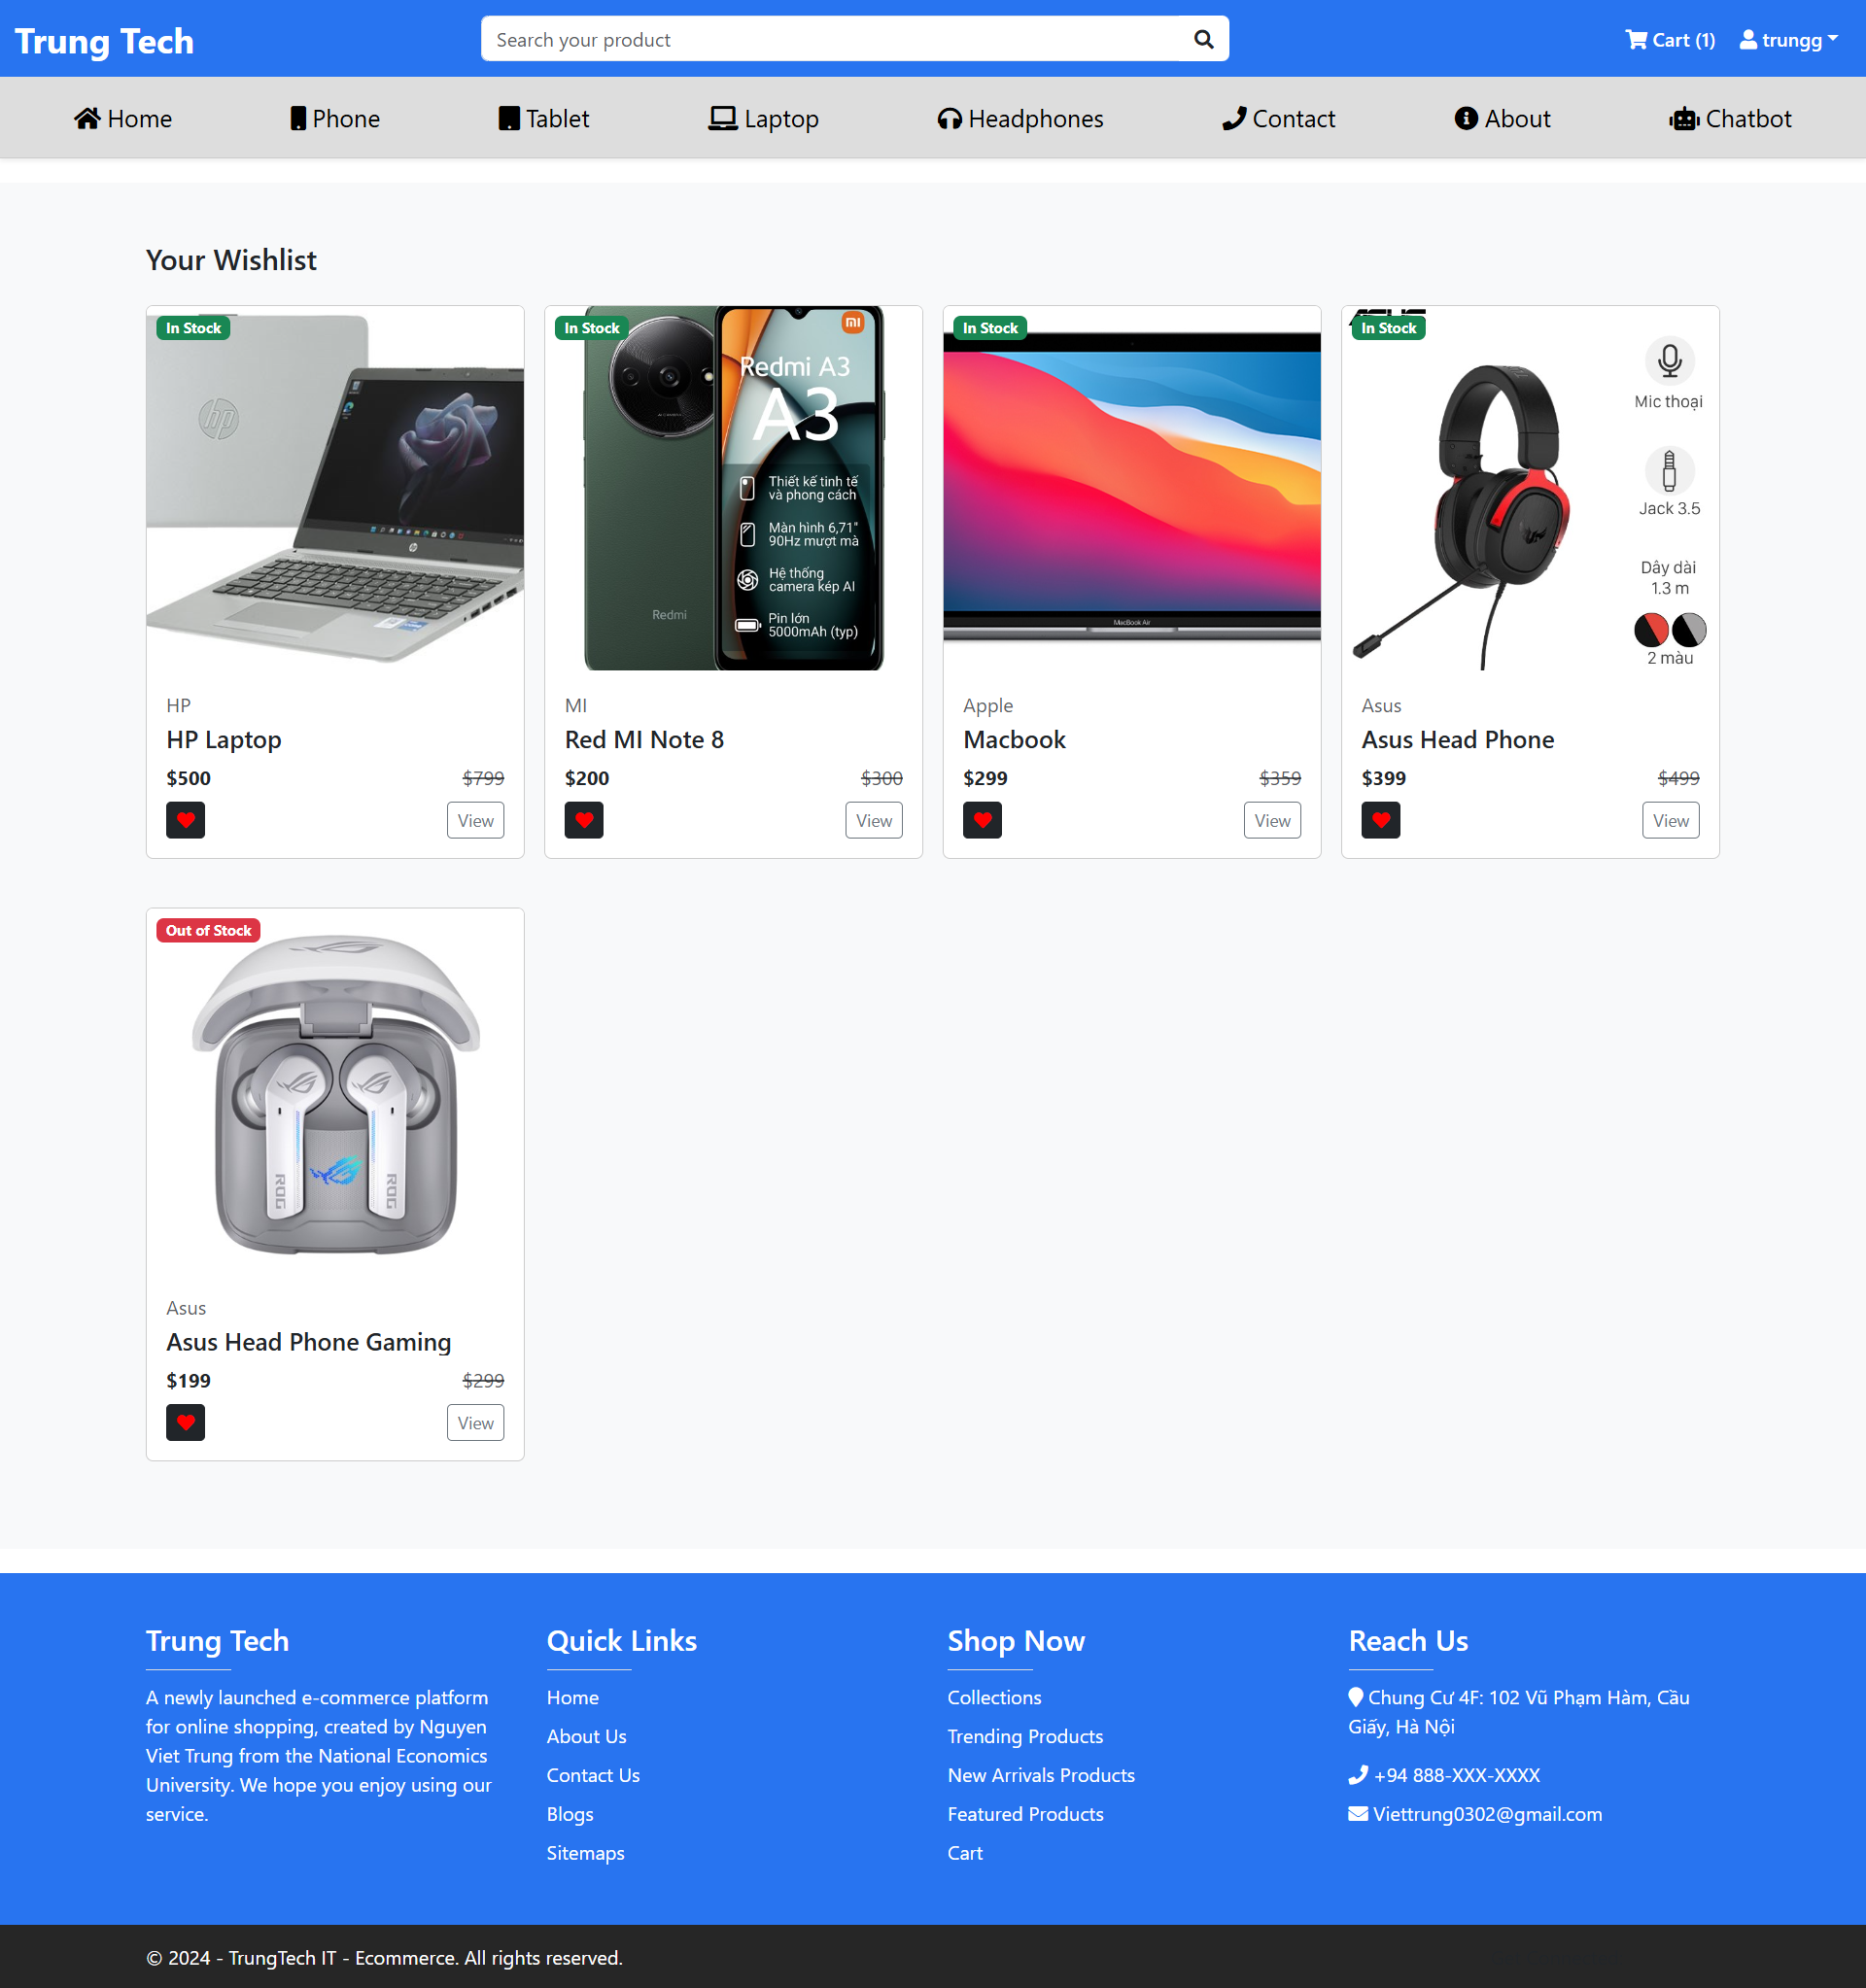 Trung Tech
Search your product
Cart (1)
trungg
Home
Phone
Tablet
Laptop
Headphones
Contact
About
Chatbot
Your Wishlist
In Stock
hp
HP
HP Laptop
$500
$799
View
In Stock
Redmi
mi
Redmi A3
A3
Thiết kế tinh tế
và phong cách
Màn hình 6,71"
90Hz mượt mà
Hệ thống
camera kép AI
Pin lớn
5000mAh (typ)
MI
Red MI Note 8
$200
$300
View
In Stock
MacBook Air
Apple
Macbook
$299
$359
View
In Stock
Mic thoại
Jack 3.5
Dây dài
1.3 m
2 màu
Asus
Asus Head Phone
$399
$499
View
Out of Stock
ROG
ROG
Asus
Asus Head Phone Gaming
$199
$299
View
Trung Tech
A newly launched e-commerce platform
for online shopping, created by Nguyen
Viet Trung from the National Economics
University. We hope you enjoy using our
service.
Quick Links
Home
About Us
Contact Us
Blogs
Sitemaps
Shop Now
Collections
Trending Products
New Arrivals Products
Featured Products
Cart
Reach Us
Chung Cư 4F: 102 Vũ Phạm Hàm, Cầu
Giấy, Hà Nội
+94 888-XXX-XXXX
Viettrung0302@gmail.com
© 2024 - TrungTech IT - Ecommerce. All rights reserved.